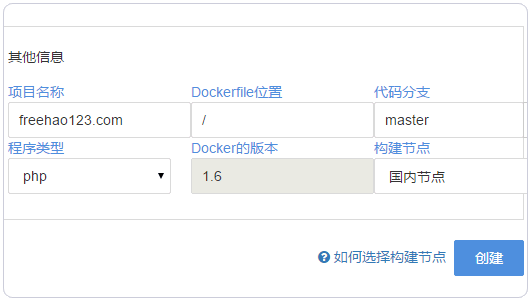 其他信息
项目名称 Dockerfile位置 代码分支
freehao123.com / master
程序类型 Docker的版本 构建节点
php 1.6 国内节点
如何选择构建节点 创建